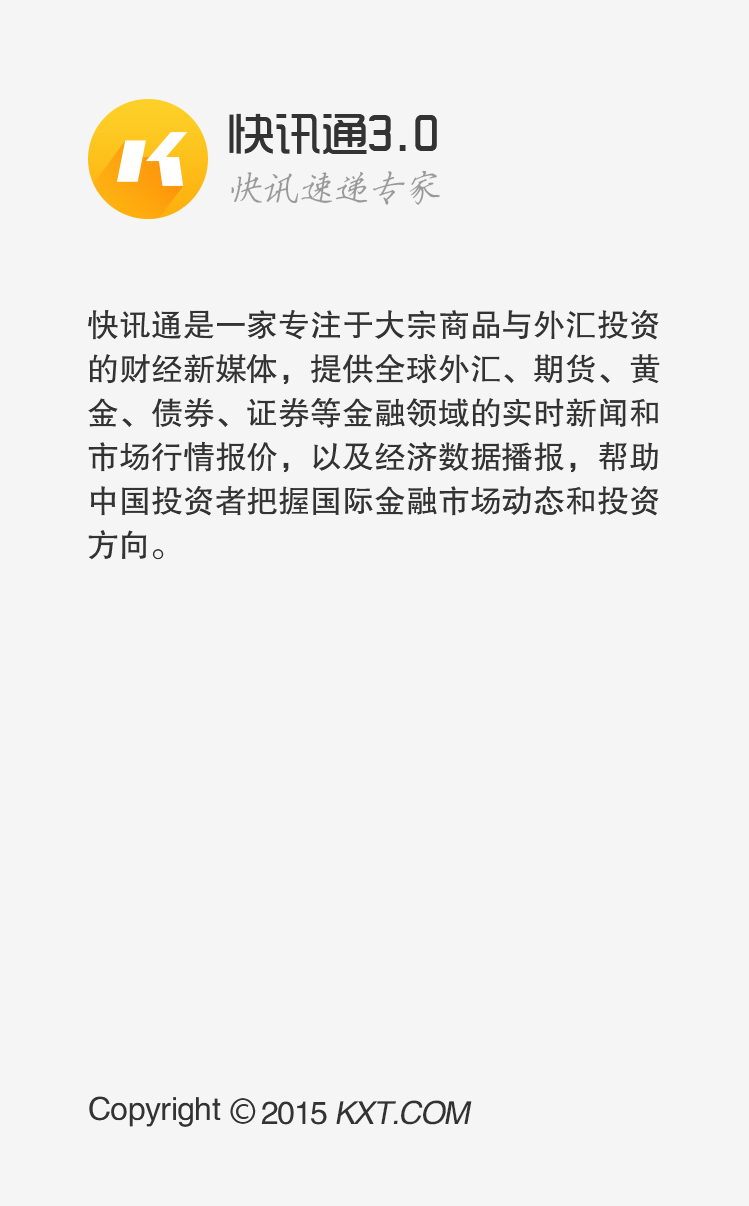 K
快讯通3.0
快讯速递专家
快讯通是一家专注于大宗商品与外汇投资
的财经新媒体，提供全球外汇、期货、黄
金、债券、证券等金融领域的实时新闻和
市场行情报价，以及经济数据播报，帮助
中国投资者把握国际金融市场动态和投资
方向。
Copyright © 2015 KXT.COM